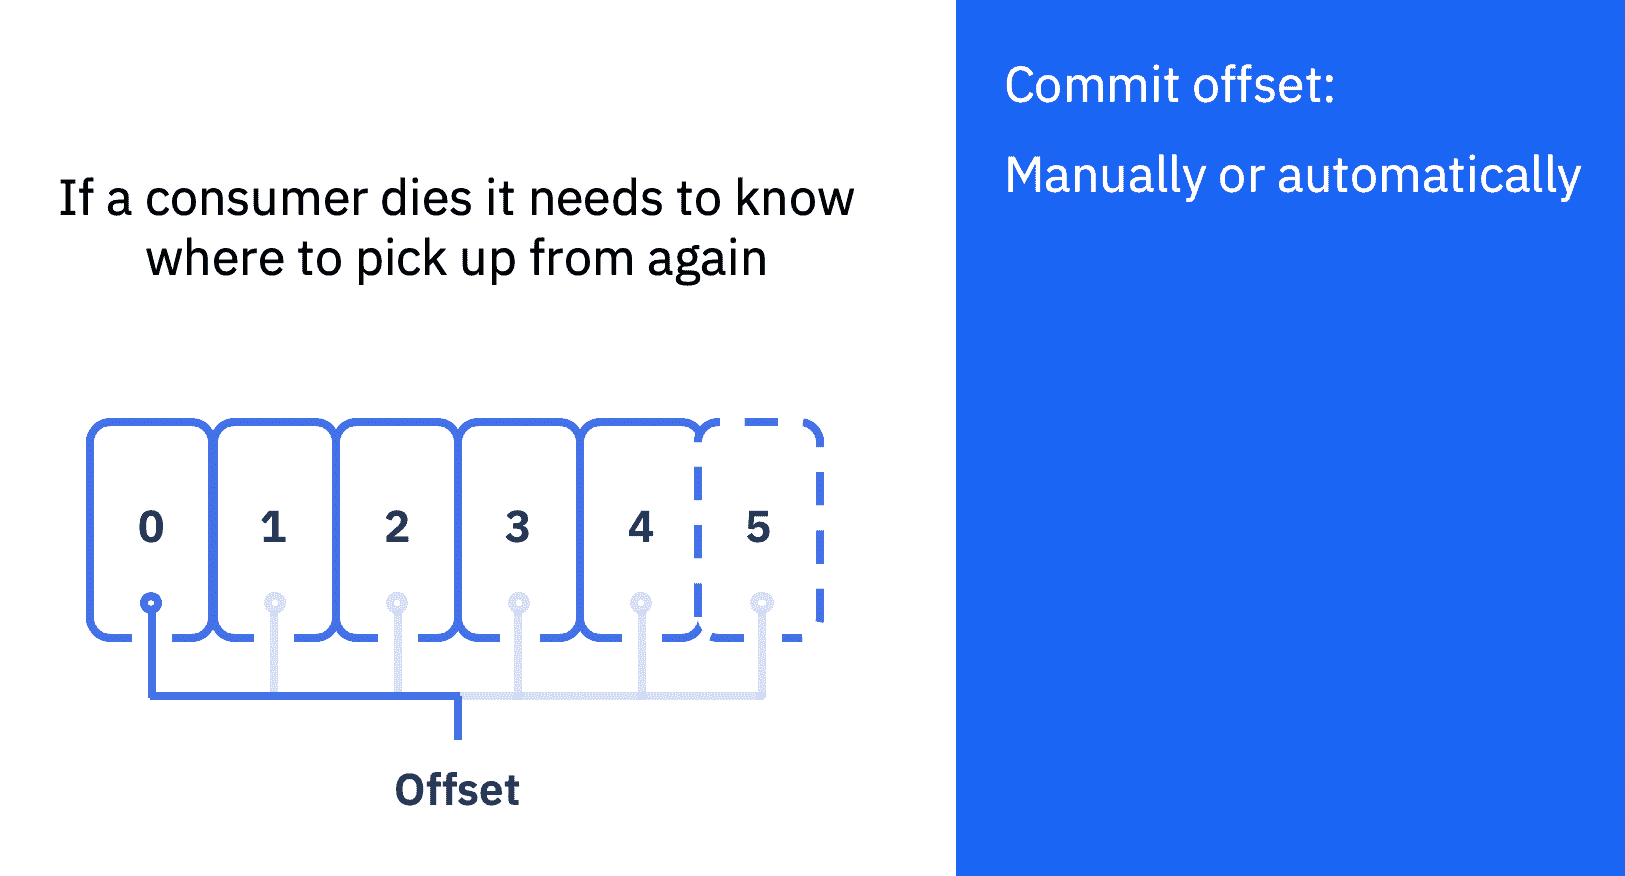 If a consumer dies it needs to know
where to pick up from again
0 1 2 3 4 5
Offset
Commit offset:
Manually or automatically